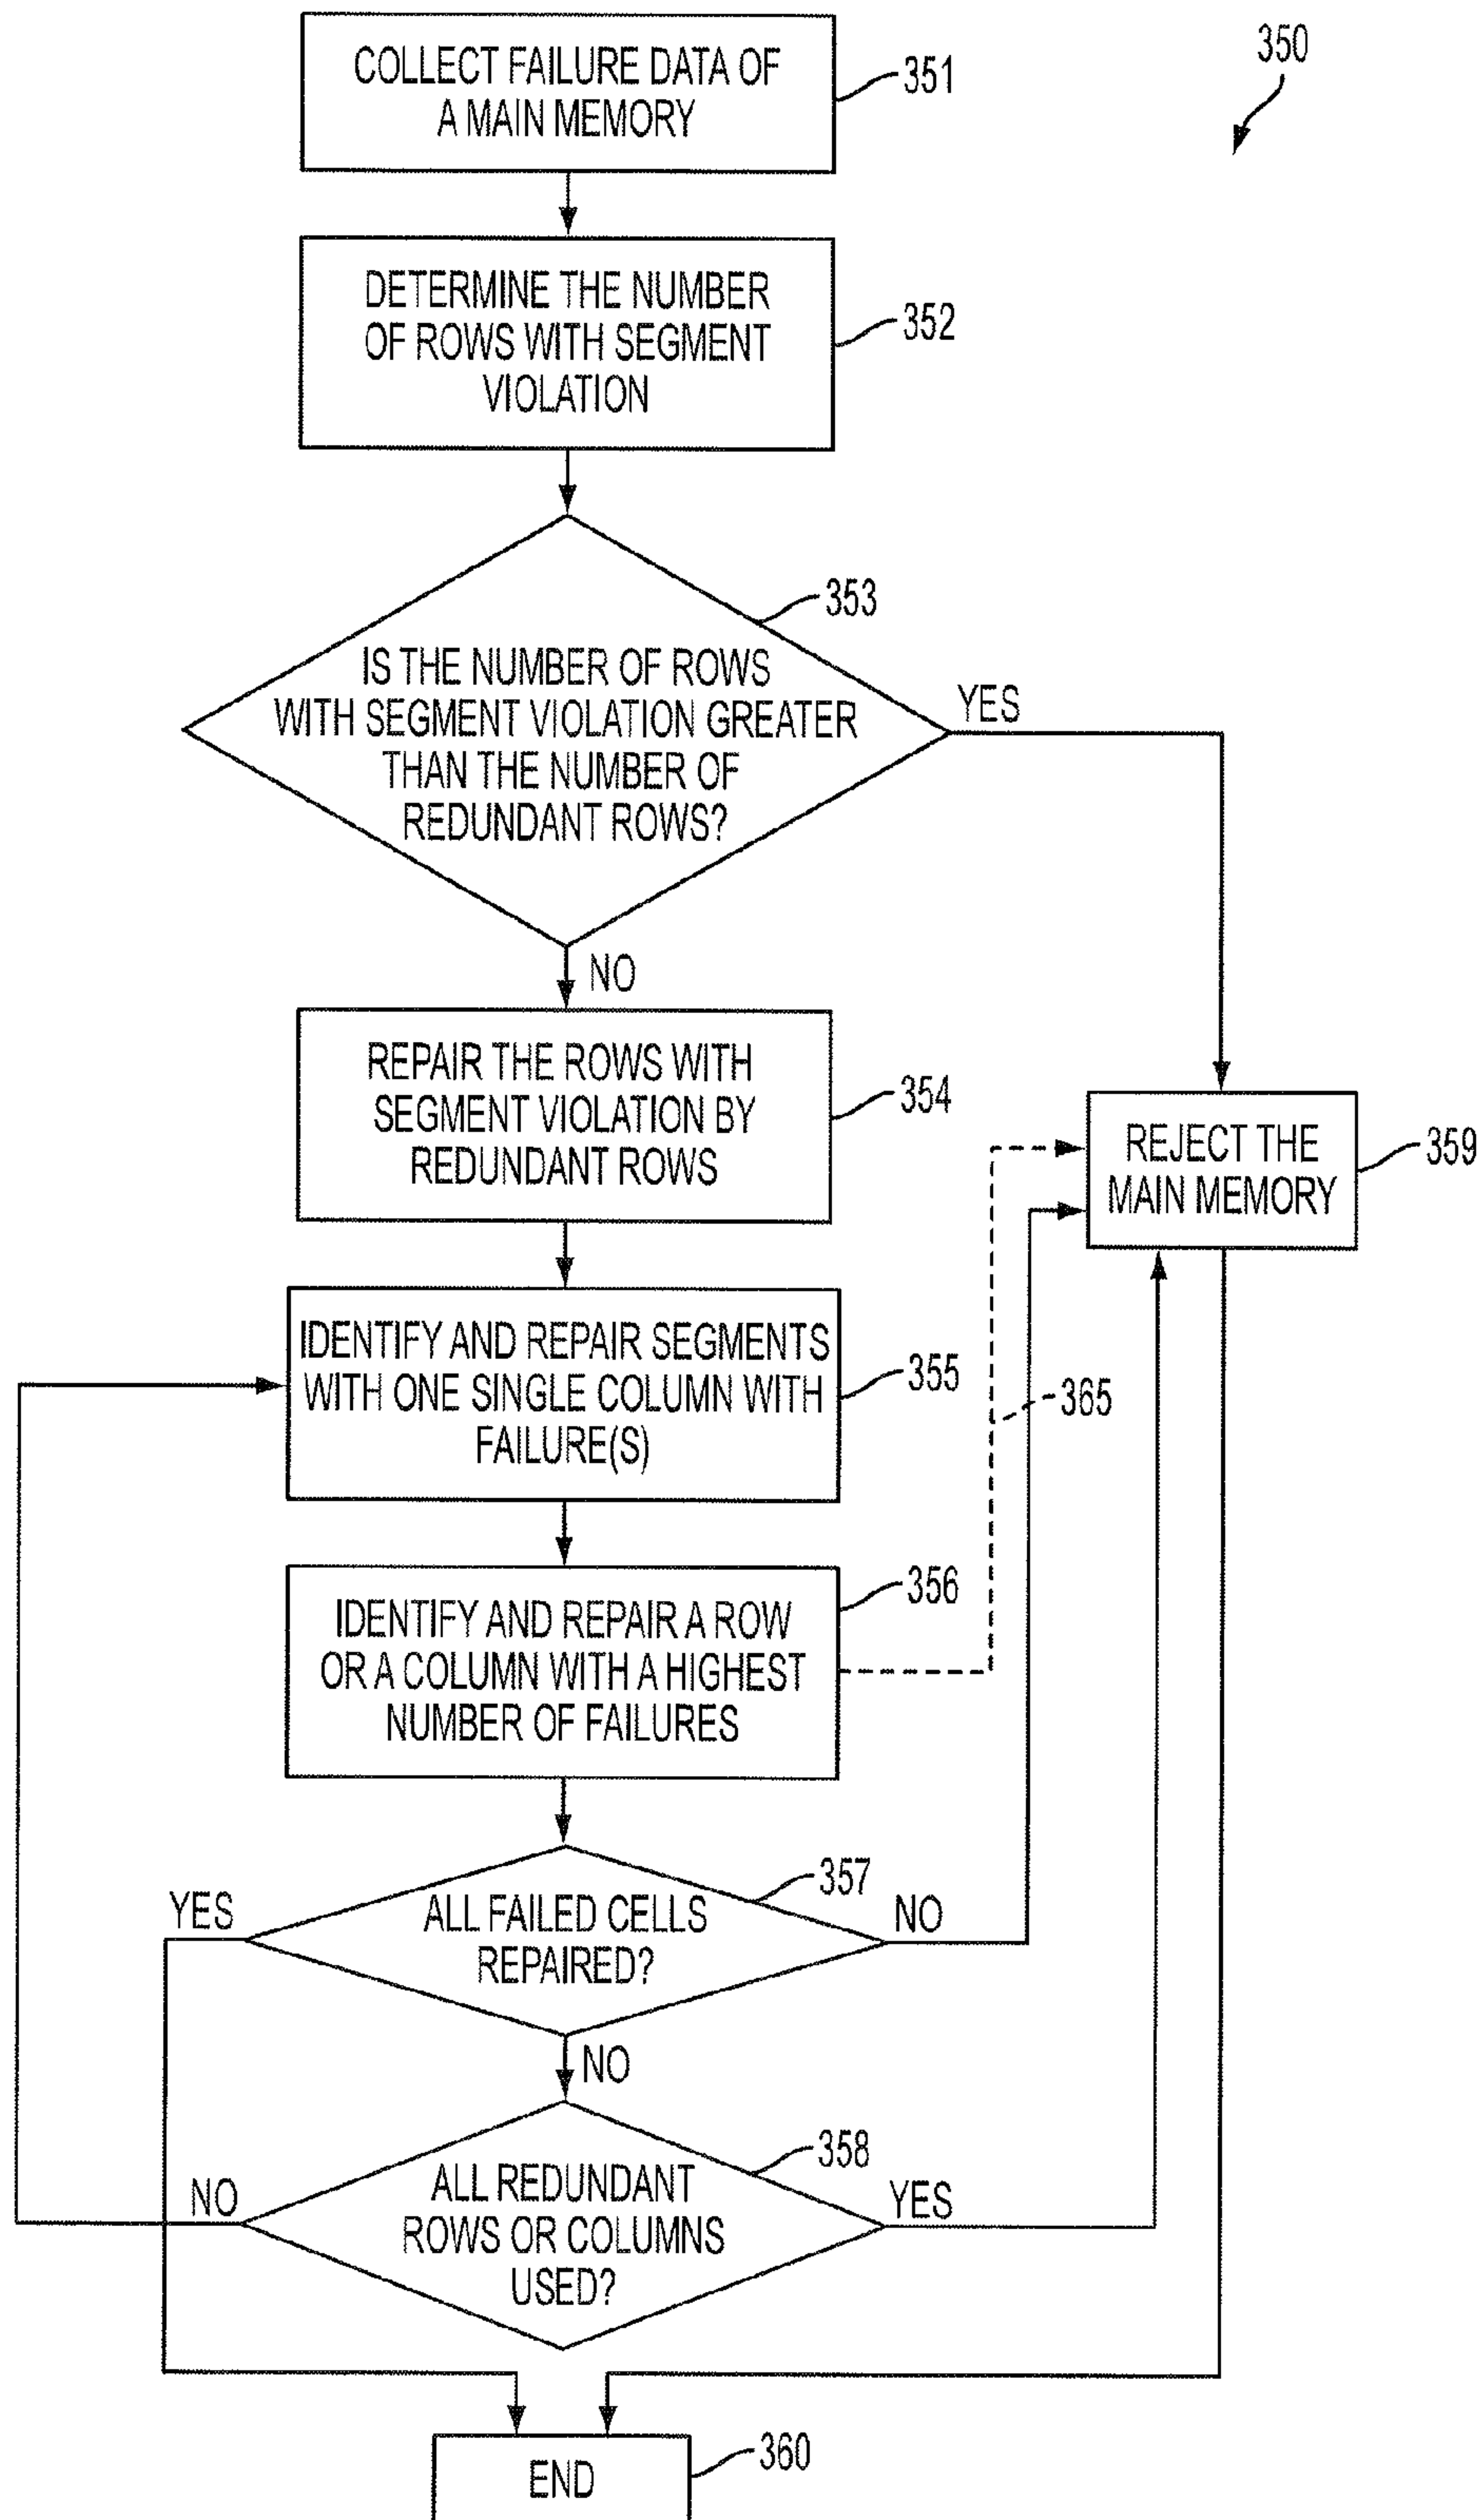 350
COLLECT FAILURE DATA OF
A MAIN MEMORY
351
DETERMINE THE NUMBER
OF ROWS WITH SEGMENT
VIOLATION
352
353
IS THE NUMBER OF ROWS
WITH SEGMENT VIOLATION GREATER
THAN THE NUMBER OF
REDUNDANT ROWS?
YES
NO
REPAIR THE ROWS WITH
SEGMENT VIOLATION BY
REDUNDANT ROWS
354
REJECT THE
MAIN MEMORY
359
IDENTIFY AND REPAIR SEGMENTS
WITH ONE SINGLE COLUMN WITH
FAILURE(S)
355
365
IDENTIFY AND REPAIR A ROW
OR A COLUMN WITH A HIGHEST
NUMBER OF FAILURES
356
357
YES
ALL FAILED CELLS
REPAIRED?
NO
NO
358
NO
ALL REDUNDANT
ROWS OR COLUMNS
USED?
YES
END
360